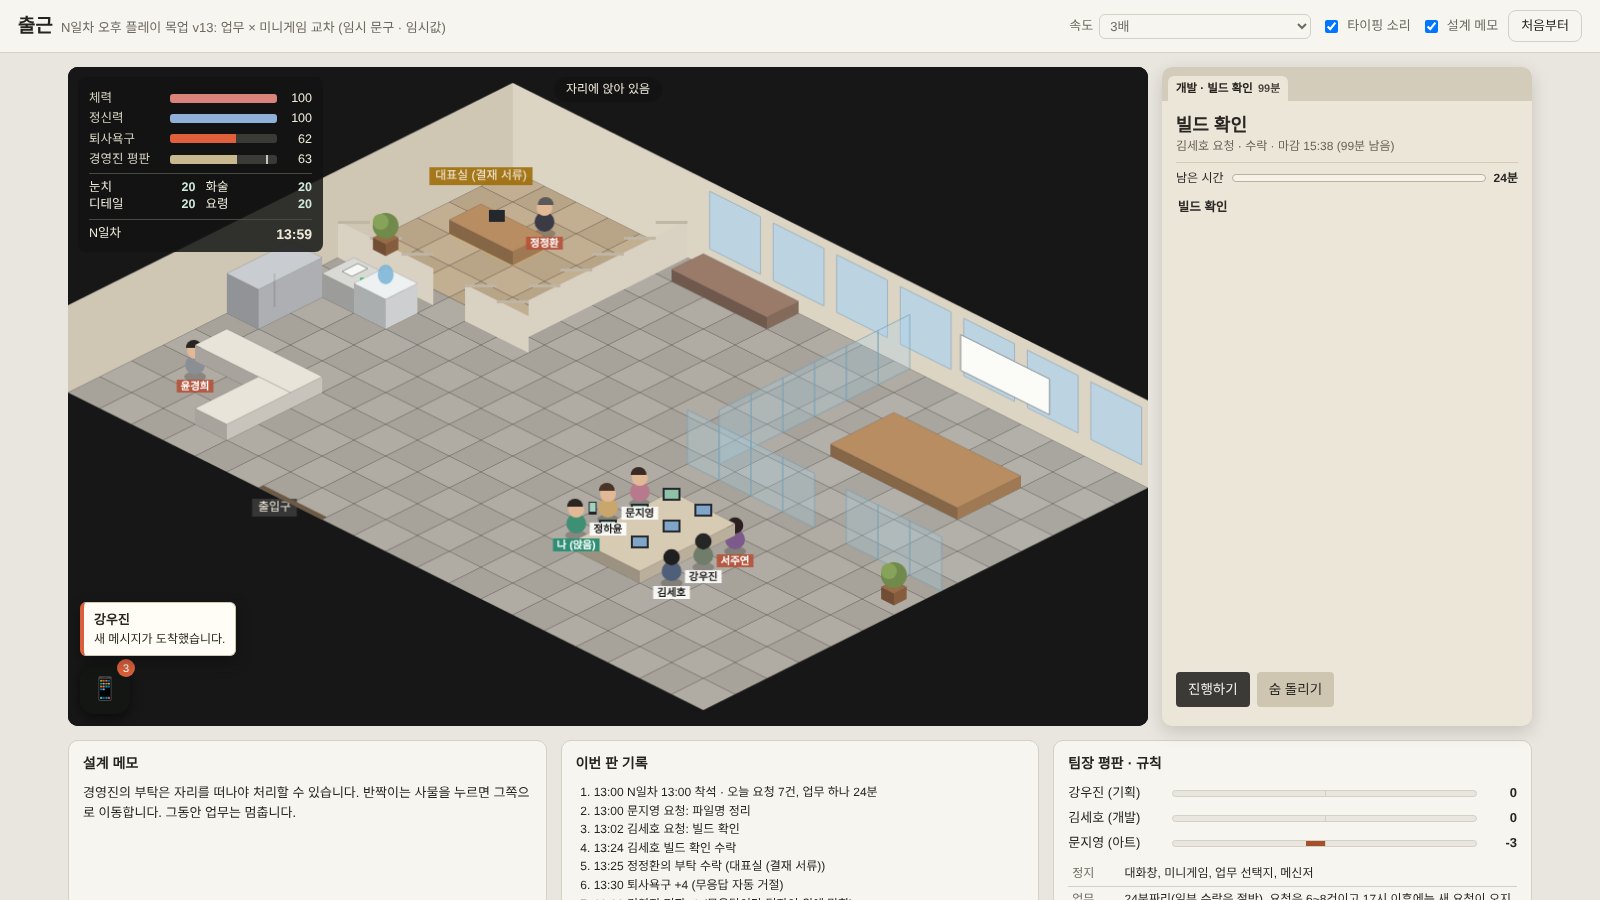 출근 N일차 오후 플레이 목업 v13: 업무 × 미니게임 교차 (임시 문구 · 임시값)
속도 3배 타이핑 소리 설계 메모 처음부터
체력 100
정신력 100
퇴사욕구 62
경영진 평판 63
눈치 20 화술 20
디테일 20 요령 20
N일차 13:59
자리에 앉아 있음
대표실 (결재 서류)
정정환
윤경희
출입구
문지영
정하윤
나 (앉음)
서주연
강우진
김세호
강우진
새 메시지가 도착했습니다.
3
개발 · 빌드 확인 99분
빌드 확인
김세호 요청 · 수락 · 마감 15:38 (99분 남음)
남은 시간 24분
빌드 확인
진행하기 숨 돌리기
설계 메모
경영진의 부탁은 자리를 떠나야 처리할 수 있습니다. 반짝이는 사물을 누르면 그쪽으
로 이동합니다. 그동안 업무는 멈춥니다.
이번 판 기록
1. 13:00 N일차 13:00 착석 · 오늘 요청 7건, 업무 하나 24분
2. 13:00 문지영 요청: 파일명 정리
3. 13:02 김세호 요청: 빌드 확인
4. 13:24 김세호 빌드 확인 수락
5. 13:25 정정환의 부탁 수락 (대표실 (결재 서류))
6. 13:30 퇴사욕구 +4 (무응답 자동 거절)
팀장 평판 · 규칙
강우진 (기획) 0
김세호 (개발) 0
문지영 (아트) -3
정지 대화창, 미니게임, 업무 선택지, 메신저